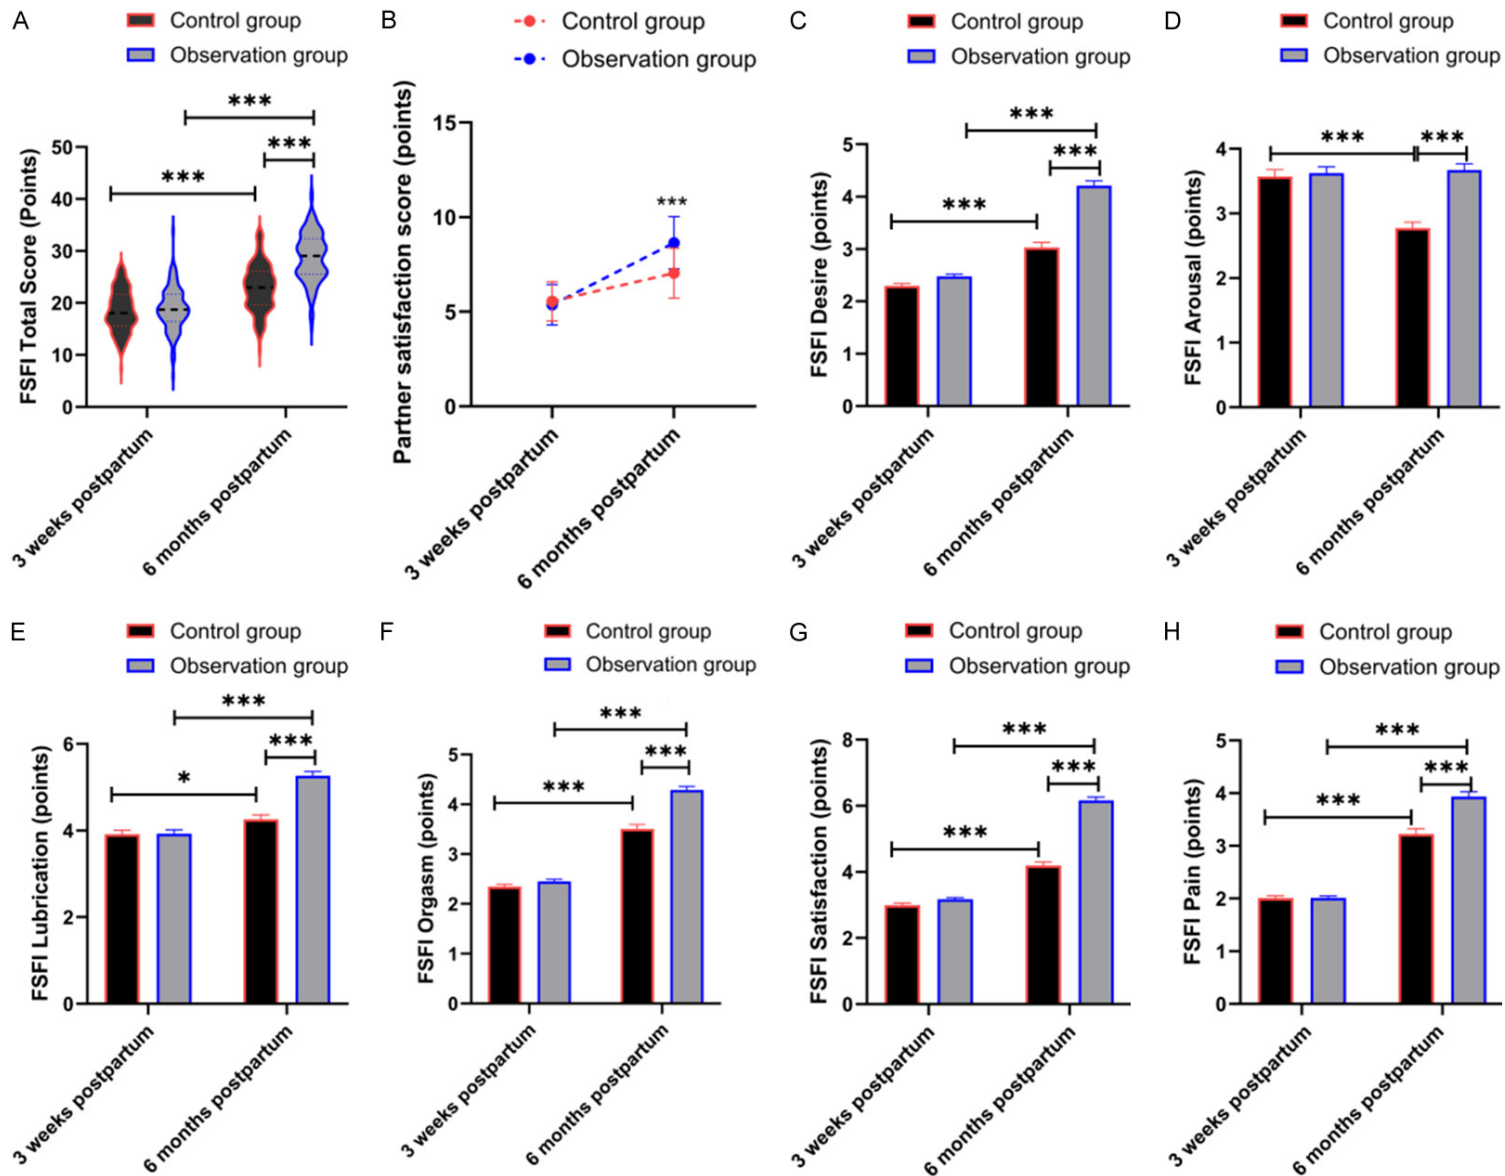 A
Control group
Observation group
FSFI Total Score (Points)
50
40
30
20
10
0
***
***
***
3 weeks postpartum
6 months postpartum
B
Control group
Observation group
Partner satisfaction score (points)
15
10
5
0
***
3 weeks postpartum
6 months postpartum
C
Control group
Observation group
FSFI Desire (points)
5
4
3
2
1
0
***
***
***
3 weeks postpartum
6 months postpartum
D
Control group
Observation group
FSFI Arousal (points)
4
3
2
1
0
***
***
3 weeks postpartum
6 months postpartum
E
Control group
Observation group
FSFI Lubrication (points)
6
4
2
0
***
***
*
3 weeks postpartum
6 months postpartum
F
Control group
Observation group
FSFI Orgasm (points)
5
4
3
2
1
0
***
***
***
3 weeks postpartum
6 months postpartum
G
Control group
Observation group
FSFI Satisfaction (points)
8
6
4
2
0
***
***
***
3 weeks postpartum
6 months postpartum
H
Control group
Observation group
FSFI Pain (points)
5
4
3
2
1
0
***
***
***
3 weeks postpartum
6 months postpartum